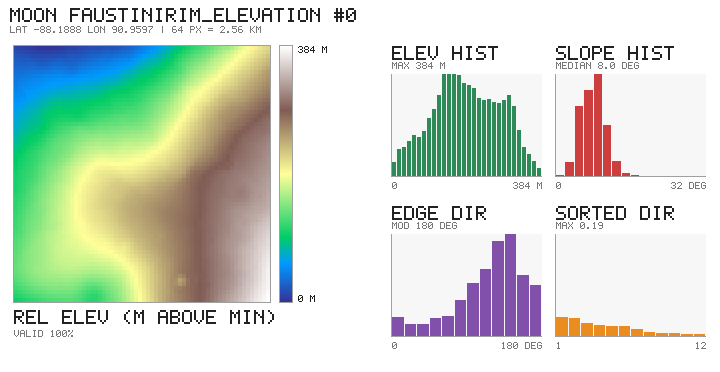 MOON FAUSTINIRIM_ELEVATION #0
LAT -88.1888 LON 90.9597 | 64 PX = 2.56 KM
384 M
0 M
REL ELEV (M ABOVE MIN)
VALID 100%
ELEV HIST
MAX 384 M
0 384 M
SLOPE HIST
MEDIAN 8.0 DEG
0 32 DEG
EDGE DIR
MOD 180 DEG
0 180 DEG
SORTED DIR
MAX 0.19
1 12